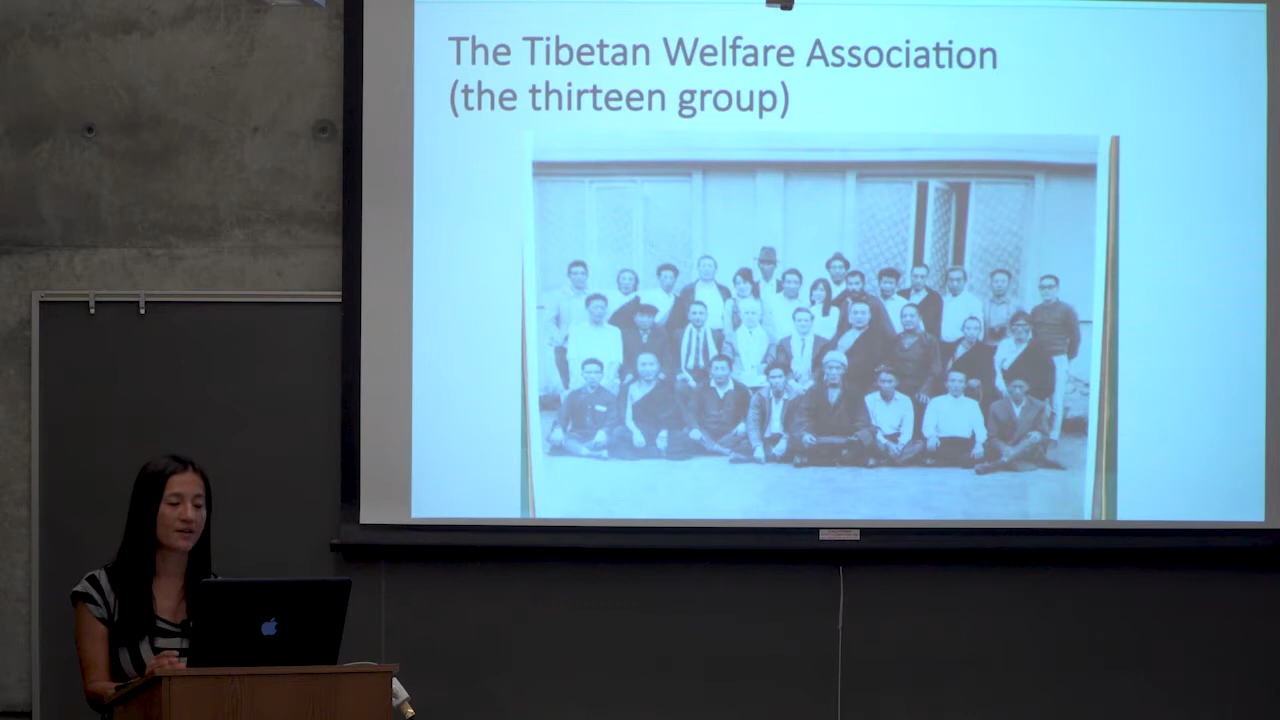 The Tibetan Welfare Association
(the thirteen group)